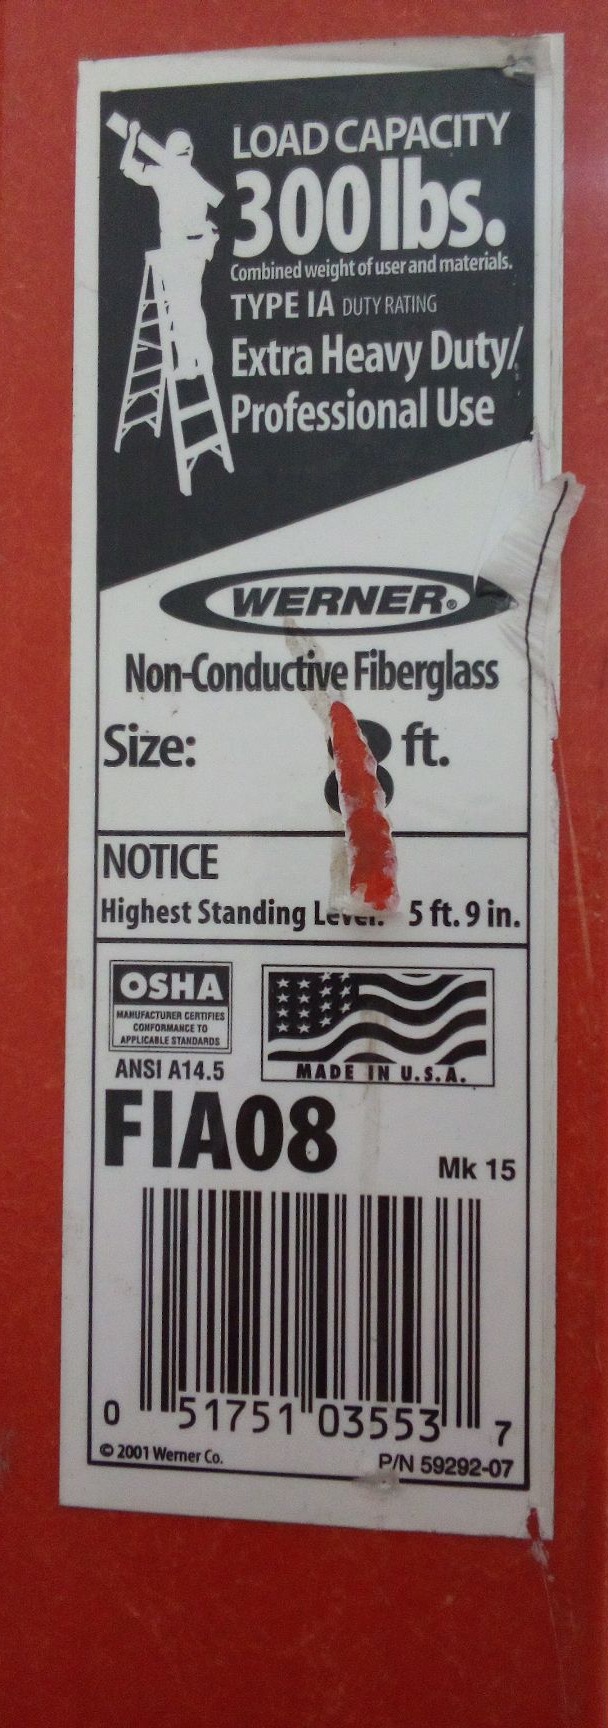 LOAD CAPACITY
300 lbs.
Combined weight of user and materials.
TYPE IA DUTY RATING
Extra Heavy Duty/
Professional Use
WERNER®
Non-Conductive Fiberglass
Size: 8 ft.
NOTICE
Highest Standing Level: 5 ft. 9 in.
OSHA
MANUFACTURER CERTIFIES
CONFORMANCE TO
APPLICABLE STANDARDS
ANSI A14.5
MADE IN U.S.A.
FIA08
Mk 15
0 51751 03553 7
© 2001 Werner Co.
P/N 59292-07